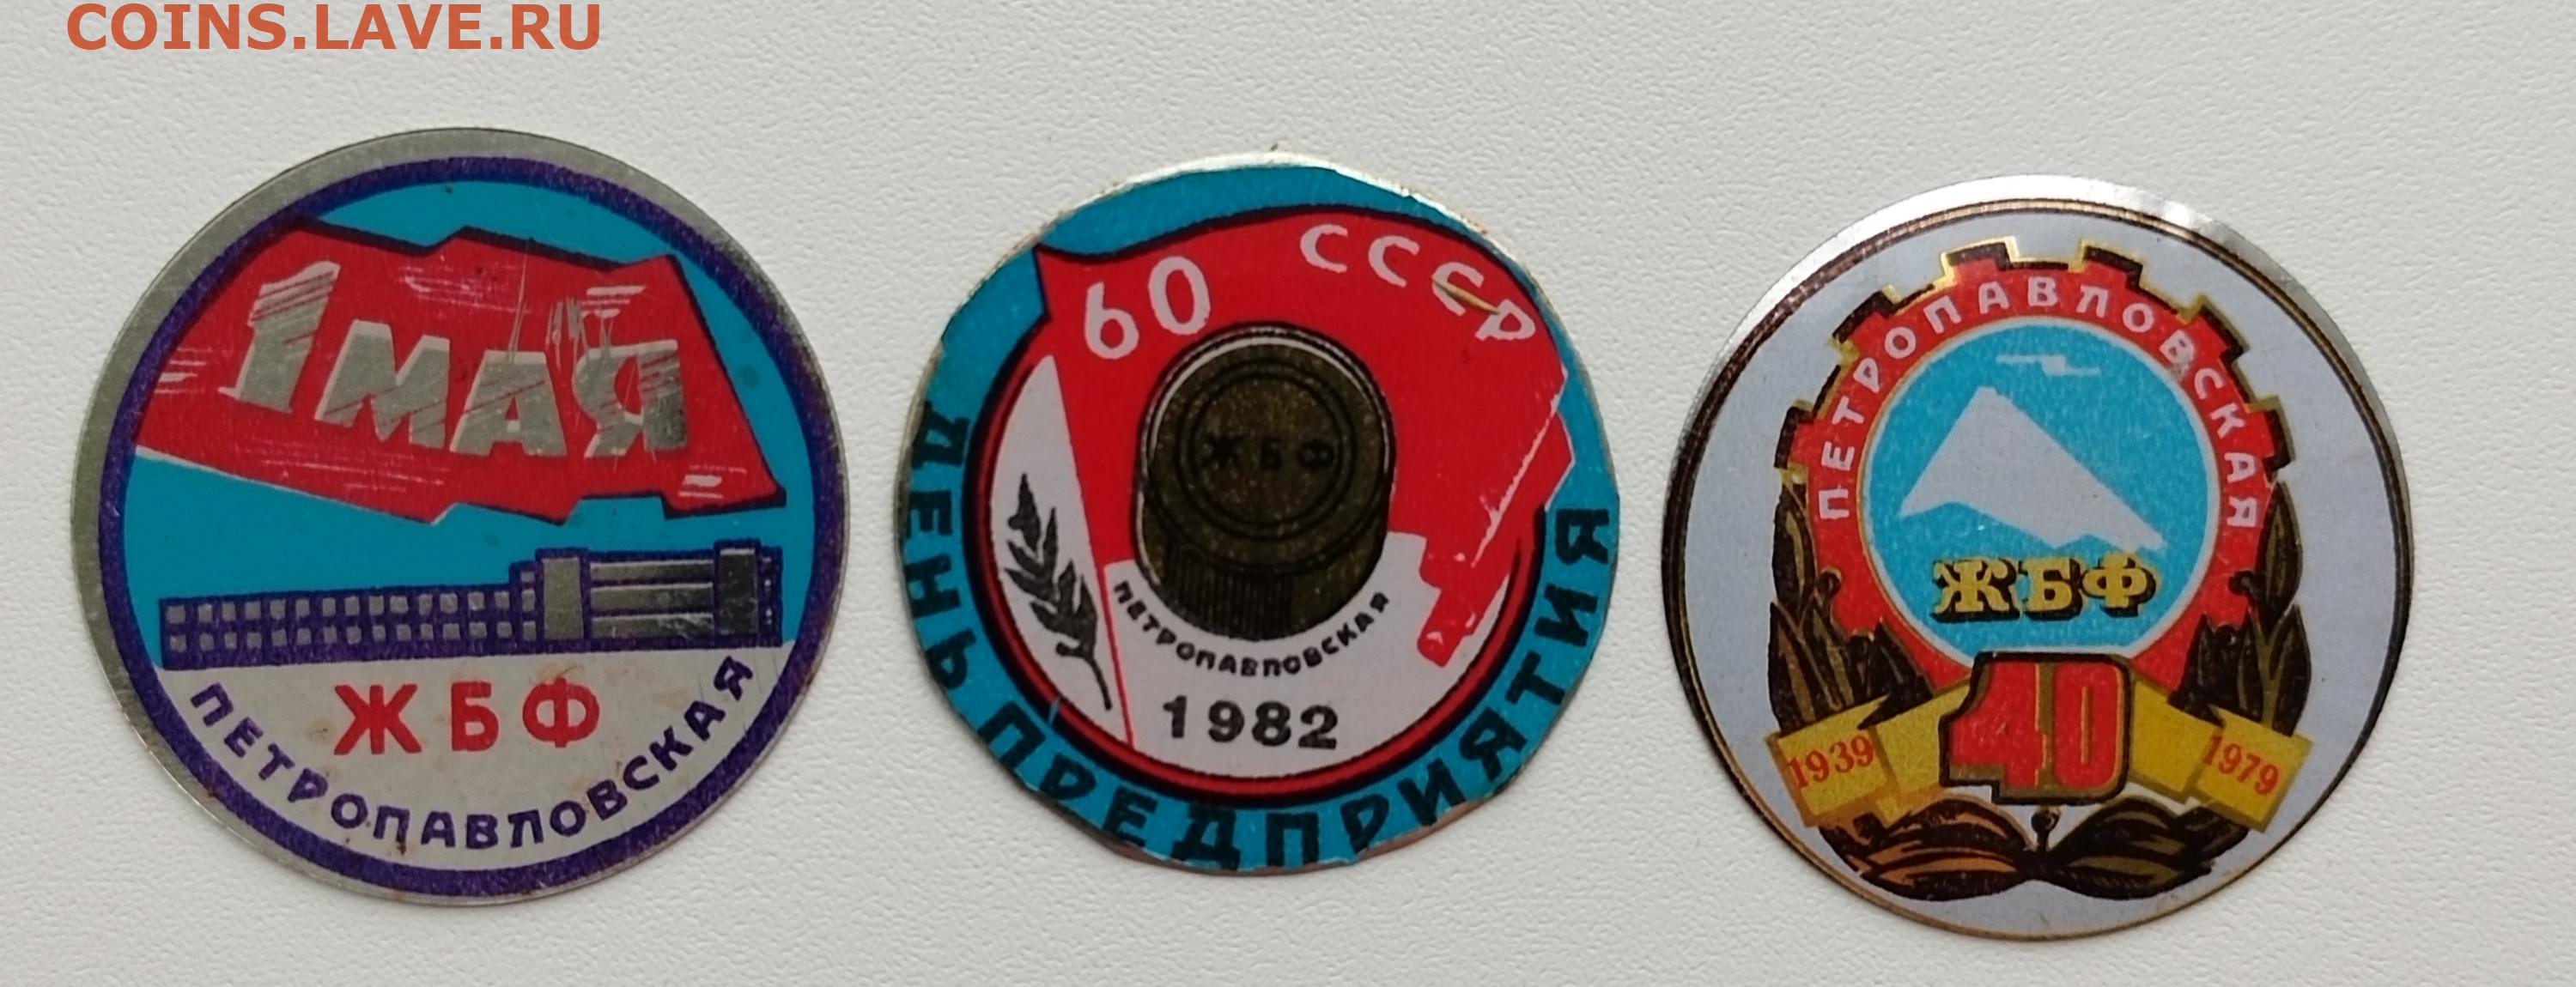 COINS.LAVE.RU
1 МАЯ
ЖБФ
ПЕТРОПАВЛОВСКАЯ
60 СССР
ЖБФ
ПЕТРОПАВЛОВСКАЯ
1982
ДЕНЬ ПРЕДПРИЯТИЯ
ПЕТРОПАВЛОВСКАЯ
ЖБФ
40
1939 1979